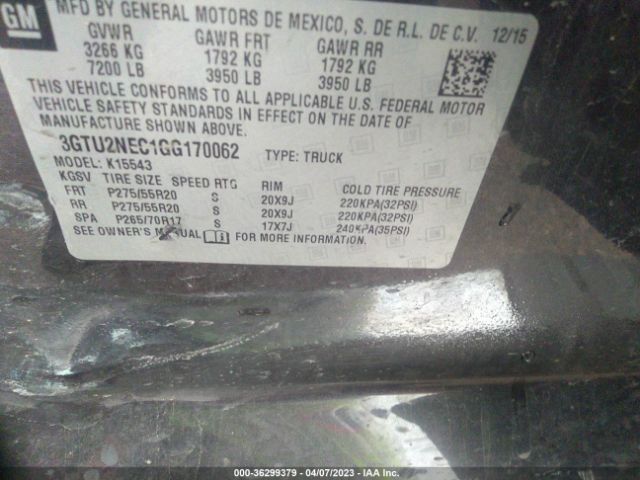 GM
MFD BY GENERAL MOTORS DE MEXICO, S. DE R.L. DE C.V. 12/15
GVWR GAWR FRT GAWR RR
3266 KG 1792 KG 1792 KG
7200 LB 3950 LB 3950 LB
THIS VEHICLE CONFORMS TO ALL APPLICABLE U.S. FEDERAL MOTOR
VEHICLE SAFETY STANDARDS IN EFFECT ON THE DATE OF
MANUFACTURE SHOWN ABOVE.
3GTU2NEC1GG170062 TYPE: TRUCK
MODEL: K15543
KGSV TIRE SIZE SPEED RTG RIM COLD TIRE PRESSURE
FRT P275/55R20 S 20X9J 220KPA(32PSI)
RR P275/55R20 S 20X9J 220KPA(32PSI)
SPA P265/70R17 S 17X7J 240KPA(35PSI)
SEE OWNER'S MANUAL FOR MORE INFORMATION.
000-36299379 - 04/07/2023 - IAA Inc.